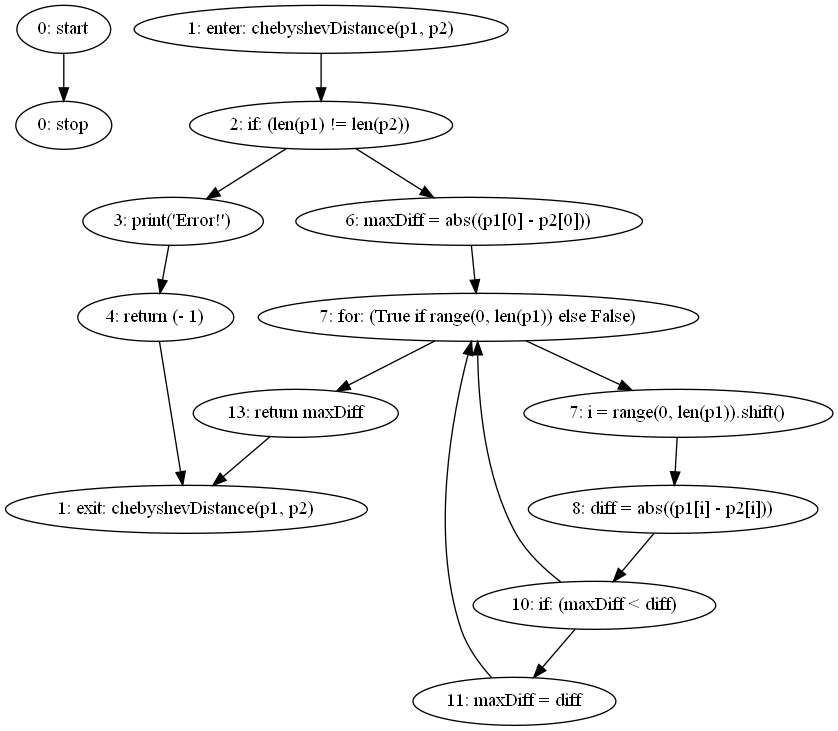 0: start
1: enter: chebyshevDistance(p1, p2)
0: stop
2: if: (len(p1) != len(p2))
3: print('Error!')
6: maxDiff = abs((p1[0] - p2[0]))
4: return (- 1)
7: for: (True if range(0, len(p1)) else False)
13: return maxDiff
7: i = range(0, len(p1)).shift()
1: exit: chebyshevDistance(p1, p2)
8: diff = abs((p1[i] - p2[i]))
10: if: (maxDiff < diff)
11: maxDiff = diff